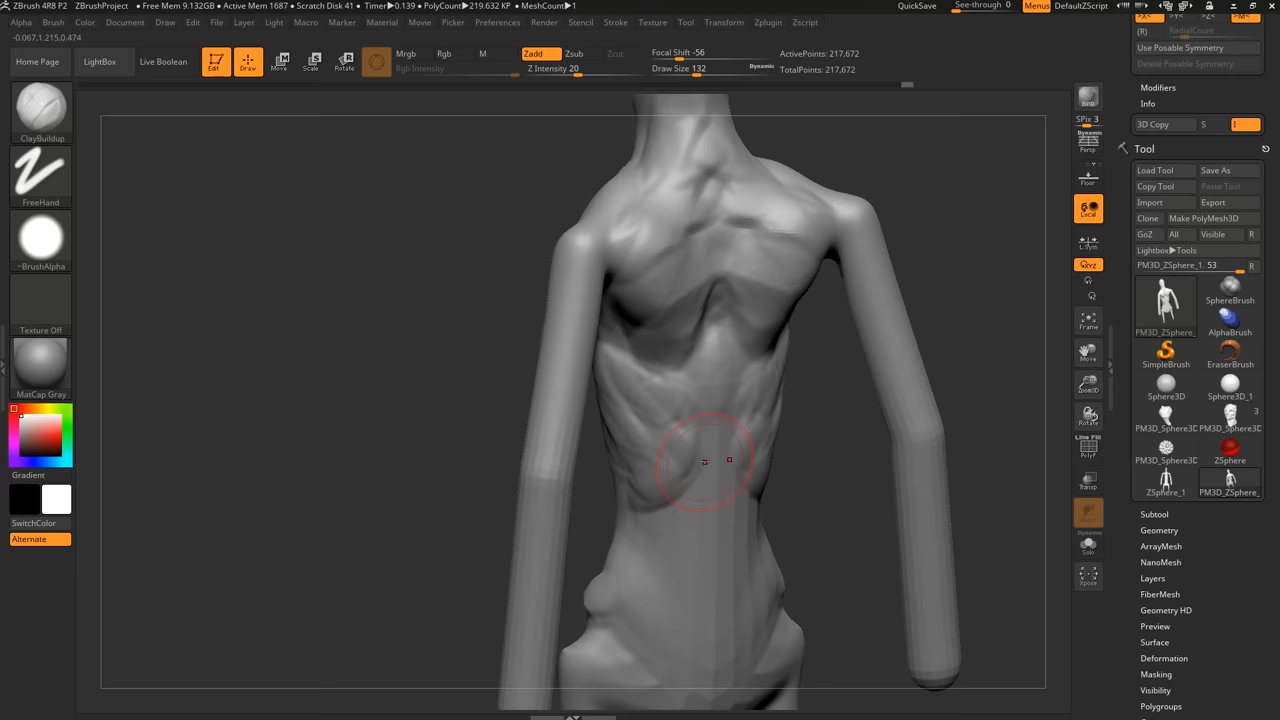 ZBrush 4R8 P2 ZBrushProject • Free Mem 9.132GB • Active Mem 1687 • Scratch Disk 41 • Timer▶0.139 • PolyCount▶219.632 KP • MeshCount▶1 QuickSave See-through 0 Menus DefaultZScript
Alpha Brush Color Document Draw Edit File Layer Light Macro Marker Material Movie Picker Preferences Render Stencil Stroke Texture Tool Transform Zplugin Zscript
-0.067,1.215,0.474
Home Page LightBox Live Boolean Edit Draw Move Scale Rotate
Mrgb Rgb M Zadd Zsub Zcut Focal Shift -56 ActivePoints: 217,672
Rgb Intensity Z Intensity 20 Draw Size 132 Dynamic TotalPoints: 217,672
ClayBuildup
FreeHand
~BrushAlpha
Texture Off
MatCap Gray
Gradient
SwitchColor
Alternate
BPR
SPix 3
Dynamic
Persp
Floor
Local
L.Sym
XYZ
Frame
Move
Zoom3D
Rotate
Line Fill
PolyF
Transp
Dynamic
Solo
Xpose
>X< >Y< >Z< >M<
(R) RadialCount
Use Posable Symmetry
Delete Posable Symmetry
Modifiers
Info
3D Copy S I
Tool
Load Tool Save As
Copy Tool Paste Tool
Import Export
Clone Make PolyMesh3D
GoZ All Visible R
Lightbox▶Tools
PM3D_ZSphere_1. 53 R
PM3D_ZSphere_ SphereBrush
AlphaBrush
SimpleBrush EraserBrush
Sphere3D Sphere3D_1
3
PM3D_Sphere3D PM3D_Sphere3D
PM3D_Sphere3D ZSphere
ZSphere_1 PM3D_ZSphere_
Subtool
Geometry
ArrayMesh
NanoMesh
Layers
FiberMesh
Geometry HD
Preview
Surface
Deformation
Masking
Visibility
Polygroups